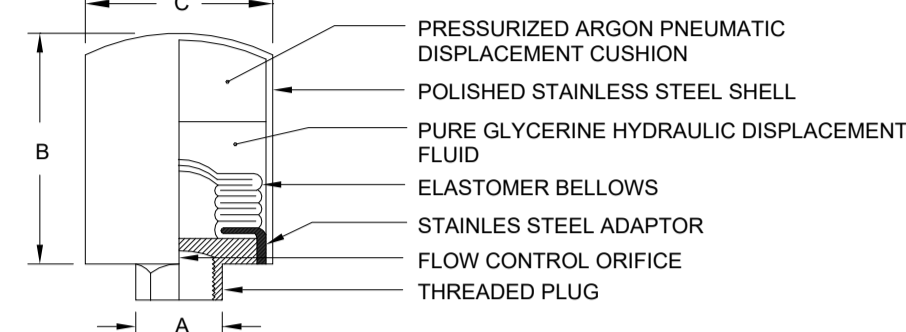 C
PRESSURIZED ARGON PNEUMATIC
DISPLACEMENT CUSHION
POLISHED STAINLESS STEEL SHELL
PURE GLYCERINE HYDRAULIC DISPLACEMENT
FLUID
B
ELASTOMER BELLOWS
STAINLES STEEL ADAPTOR
FLOW CONTROL ORIFICE
THREADED PLUG
A